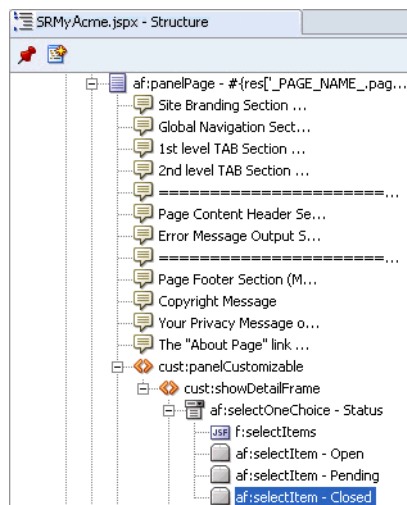 SRMyAcme.jspx - Structure
af:panelPage - #{res['_PAGE_NAME_.pag...
Site Branding Section ...
Global Navigation Sect...
1st level TAB Section ...
2nd level TAB Section ...
=======================...
Page Content Header Se...
Error Message Output S...
=======================...
Page Footer Section (M...
Copyright Message
Your Privacy Message o...
The "About Page" link ...
cust:panelCustomizable
cust:showDetailFrame
af:selectOneChoice - Status
JSF f:selectItems
af:selectItem - Open
af:selectItem - Pending
af:selectItem - Closed